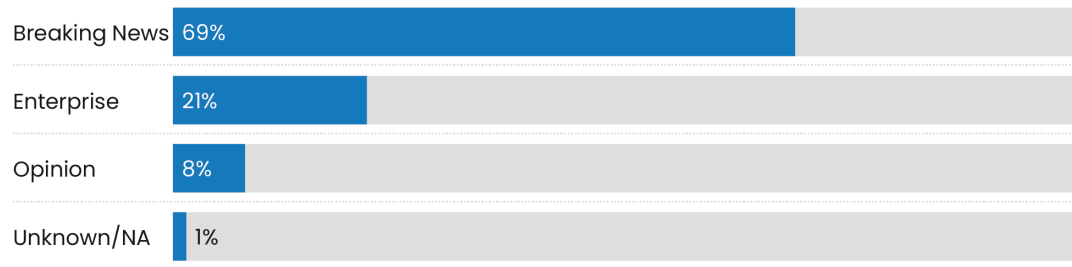 Breaking News 69%
Enterprise 21%
Opinion 8%
Unknown/NA 1%